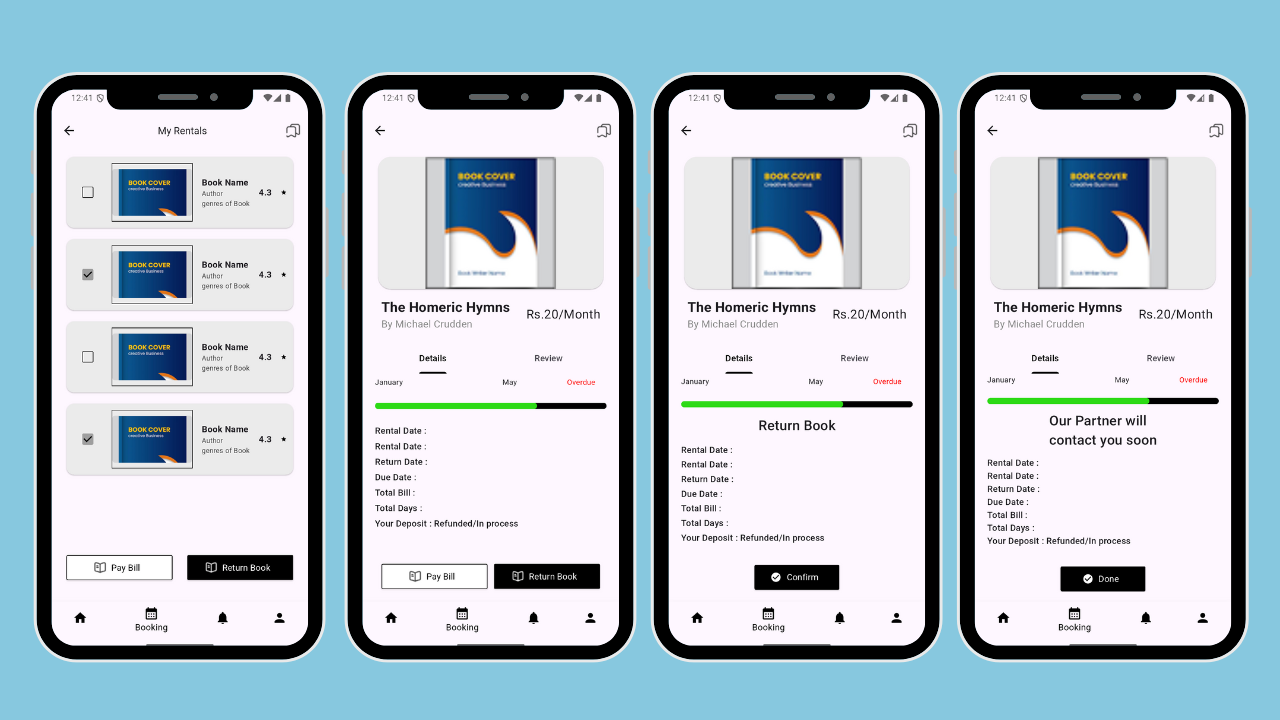 12:41
My Rentals
BOOK COVER
creative Business
Book Name
Author
genres of Book
4.3
BOOK COVER
creative Business
Book Name
Author
genres of Book
4.3
BOOK COVER
creative Business
Book Name
Author
genres of Book
4.3
BOOK COVER
creative Business
Book Name
Author
genres of Book
4.3
Pay Bill
Return Book
Booking
12:41
BOOK COVER
creative Business
Book Writer Name
The Homeric Hymns
By Michael Crudden
Rs.20/Month
Details
Review
January
May
Overdue
Rental Date :
Rental Date :
Return Date :
Due Date :
Total Bill :
Total Days :
Your Deposit : Refunded/In process
Pay Bill
Return Book
Booking
12:41
BOOK COVER
creative Business
Book Writer Name
The Homeric Hymns
By Michael Crudden
Rs.20/Month
Details
Review
January
May
Overdue
Return Book
Rental Date :
Rental Date :
Return Date :
Due Date :
Total Bill :
Total Days :
Your Deposit : Refunded/In process
Confirm
Booking
12:41
BOOK COVER
creative Business
Book Writer Name
The Homeric Hymns
By Michael Crudden
Rs.20/Month
Details
Review
January
May
Overdue
Our Partner will
contact you soon
Rental Date :
Rental Date :
Return Date :
Due Date :
Total Bill :
Total Days :
Your Deposit : Refunded/In process
Done
Booking